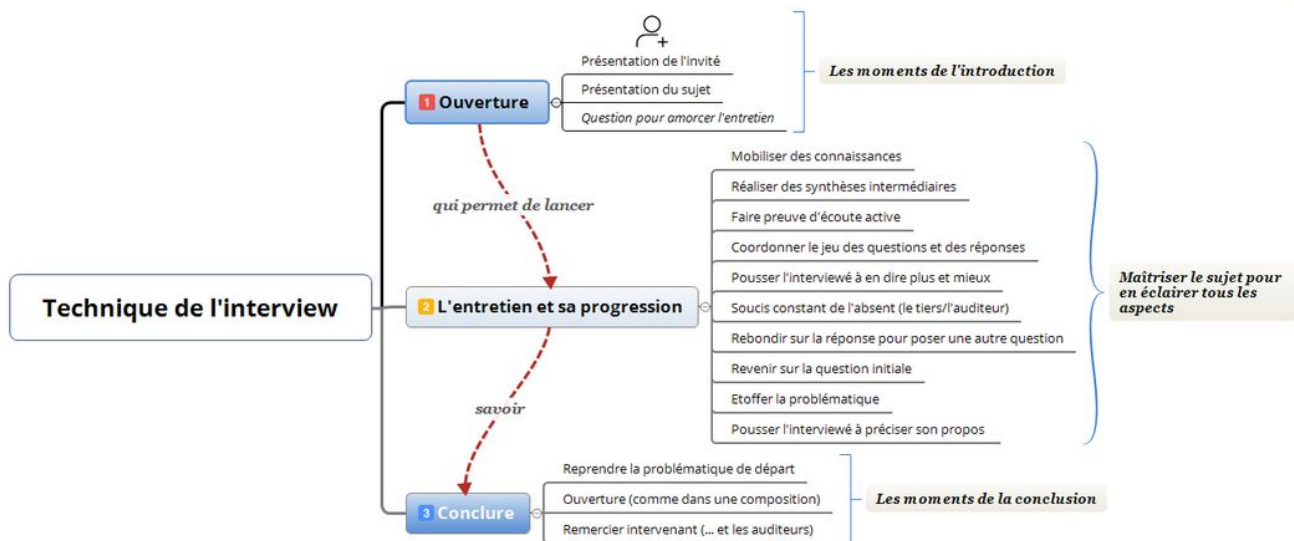 Présentation de l'invité
Les moments de l'introduction
1 Ouverture
Présentation du sujet
Question pour amorcer l'entretien
qui permet de lancer
Technique de l'interview
2 L'entretien et sa progression
Mobiliser des connaissances
Réaliser des synthèses intermédiaires
Faire preuve d'écoute active
Coordonner le jeu des questions et des réponses
Pousser l'interviewé à en dire plus et mieux
Soucis constant de l'absent (le tiers/l'auditeur)
Rebondir sur la réponse pour poser une autre question
Revenir sur la question initiale
Etoffer la problématique
Pousser l'interviewé à préciser son propos
Maîtriser le sujet pour
en éclairer tous les
aspects
savoir
3 Conclure
Reprendre la problématique de départ
Ouverture (comme dans une composition)
Remercier intervenant (... et les auditeurs)
Les moments de la conclusion